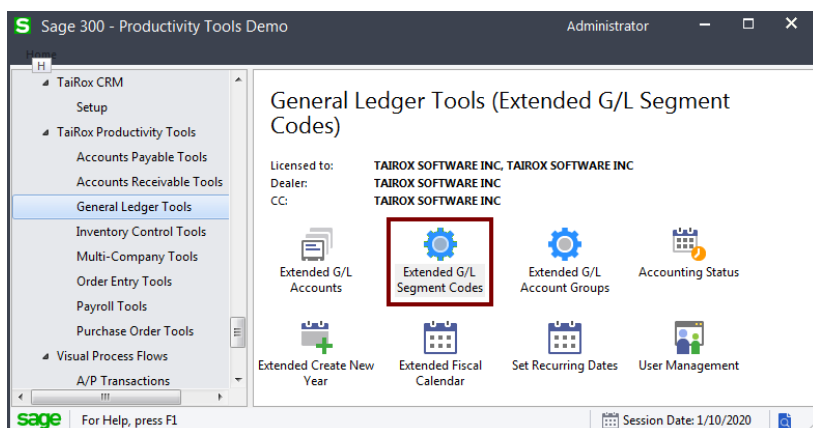 S Sage 300 - Productivity Tools Demo Administrator
Home
H
TaiRox CRM
Setup
TaiRox Productivity Tools
Accounts Payable Tools
Accounts Receivable Tools
General Ledger Tools
Inventory Control Tools
Multi-Company Tools
Order Entry Tools
Payroll Tools
Purchase Order Tools
Visual Process Flows
A/P Transactions
General Ledger Tools (Extended G/L Segment
Codes)
Licensed to: TAIROX SOFTWARE INC, TAIROX SOFTWARE INC
Dealer: TAIROX SOFTWARE INC
CC: TAIROX SOFTWARE INC
Extended G/L
Accounts
Extended G/L
Segment Codes
Extended G/L
Account Groups
Accounting Status
Extended Create New
Year
Extended Fiscal
Calendar
Set Recurring Dates
User Management
sage For Help, press F1 Session Date: 1/10/2020